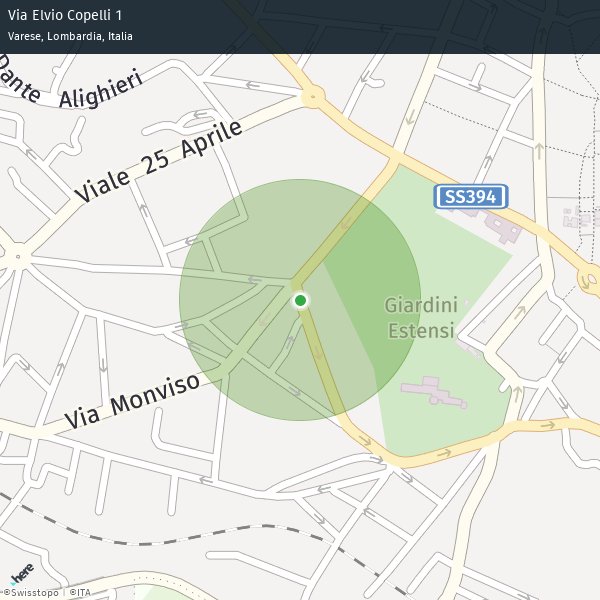 Via Elvio Copelli 1
Varese, Lombardia, Italia
Dante Alighieri
Viale 25 Aprile
SS394
Giardini
Estensi
Via Monviso
here
©Swisstopo | ©ITA